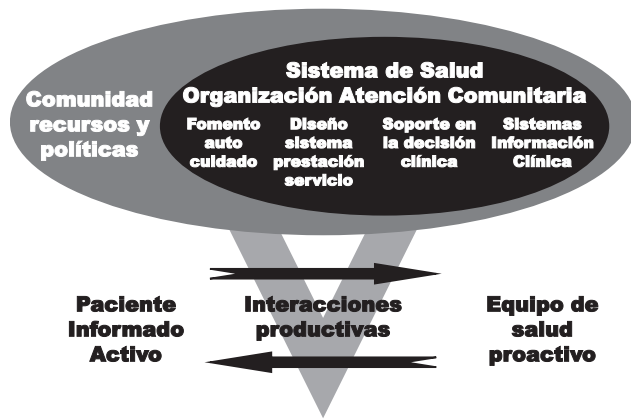 Comunidad
recursos y
políticas
Sistema de Salud
Organización Atención Comunitaria
Fomento
auto
cuidado
Diseño
sistema
prestación
servicio
Soporte en
la decisión
clínica
Sistemas
Información
Clínica
Paciente
Informado
Activo
Interacciones
productivas
Equipo de
salud
proactivo